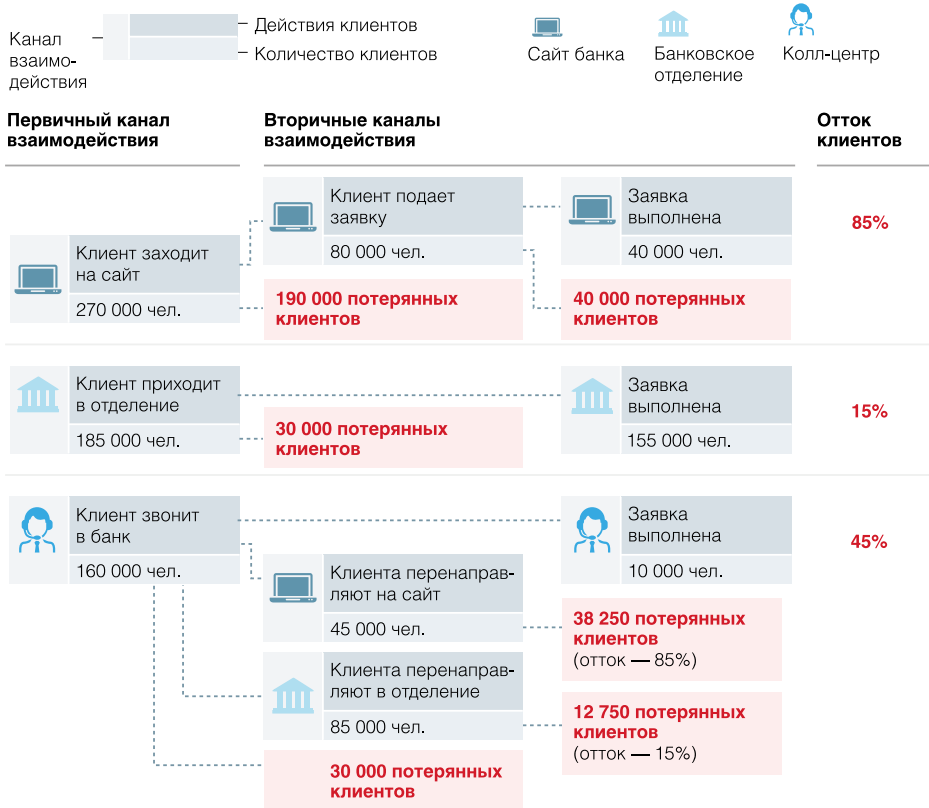 Канал
взаимо-
действия
Действия клиентов
Количество клиентов
Сайт банка
Банковское
отделение
Колл-центр
Первичный канал
взаимодействия
Вторичные каналы
взаимодействия
Отток
клиентов
Клиент заходит
на сайт
270 000 чел.
Клиент подает
заявку
80 000 чел.
190 000 потерянных
клиентов
Заявка
выполнена
40 000 чел.
40 000 потерянных
клиентов
85%
Клиент приходит
в отделение
185 000 чел.
30 000 потерянных
клиентов
Заявка
выполнена
155 000 чел.
15%
Клиент звонит
в банк
160 000 чел.
Заявка
выполнена
10 000 чел.
45%
Клиента перенаправ-
ляют на сайт
45 000 чел.
38 250 потерянных
клиентов
(отток — 85%)
Клиента перенаправ-
ляют в отделение
85 000 чел.
12 750 потерянных
клиентов
(отток — 15%)
30 000 потерянных
клиентов